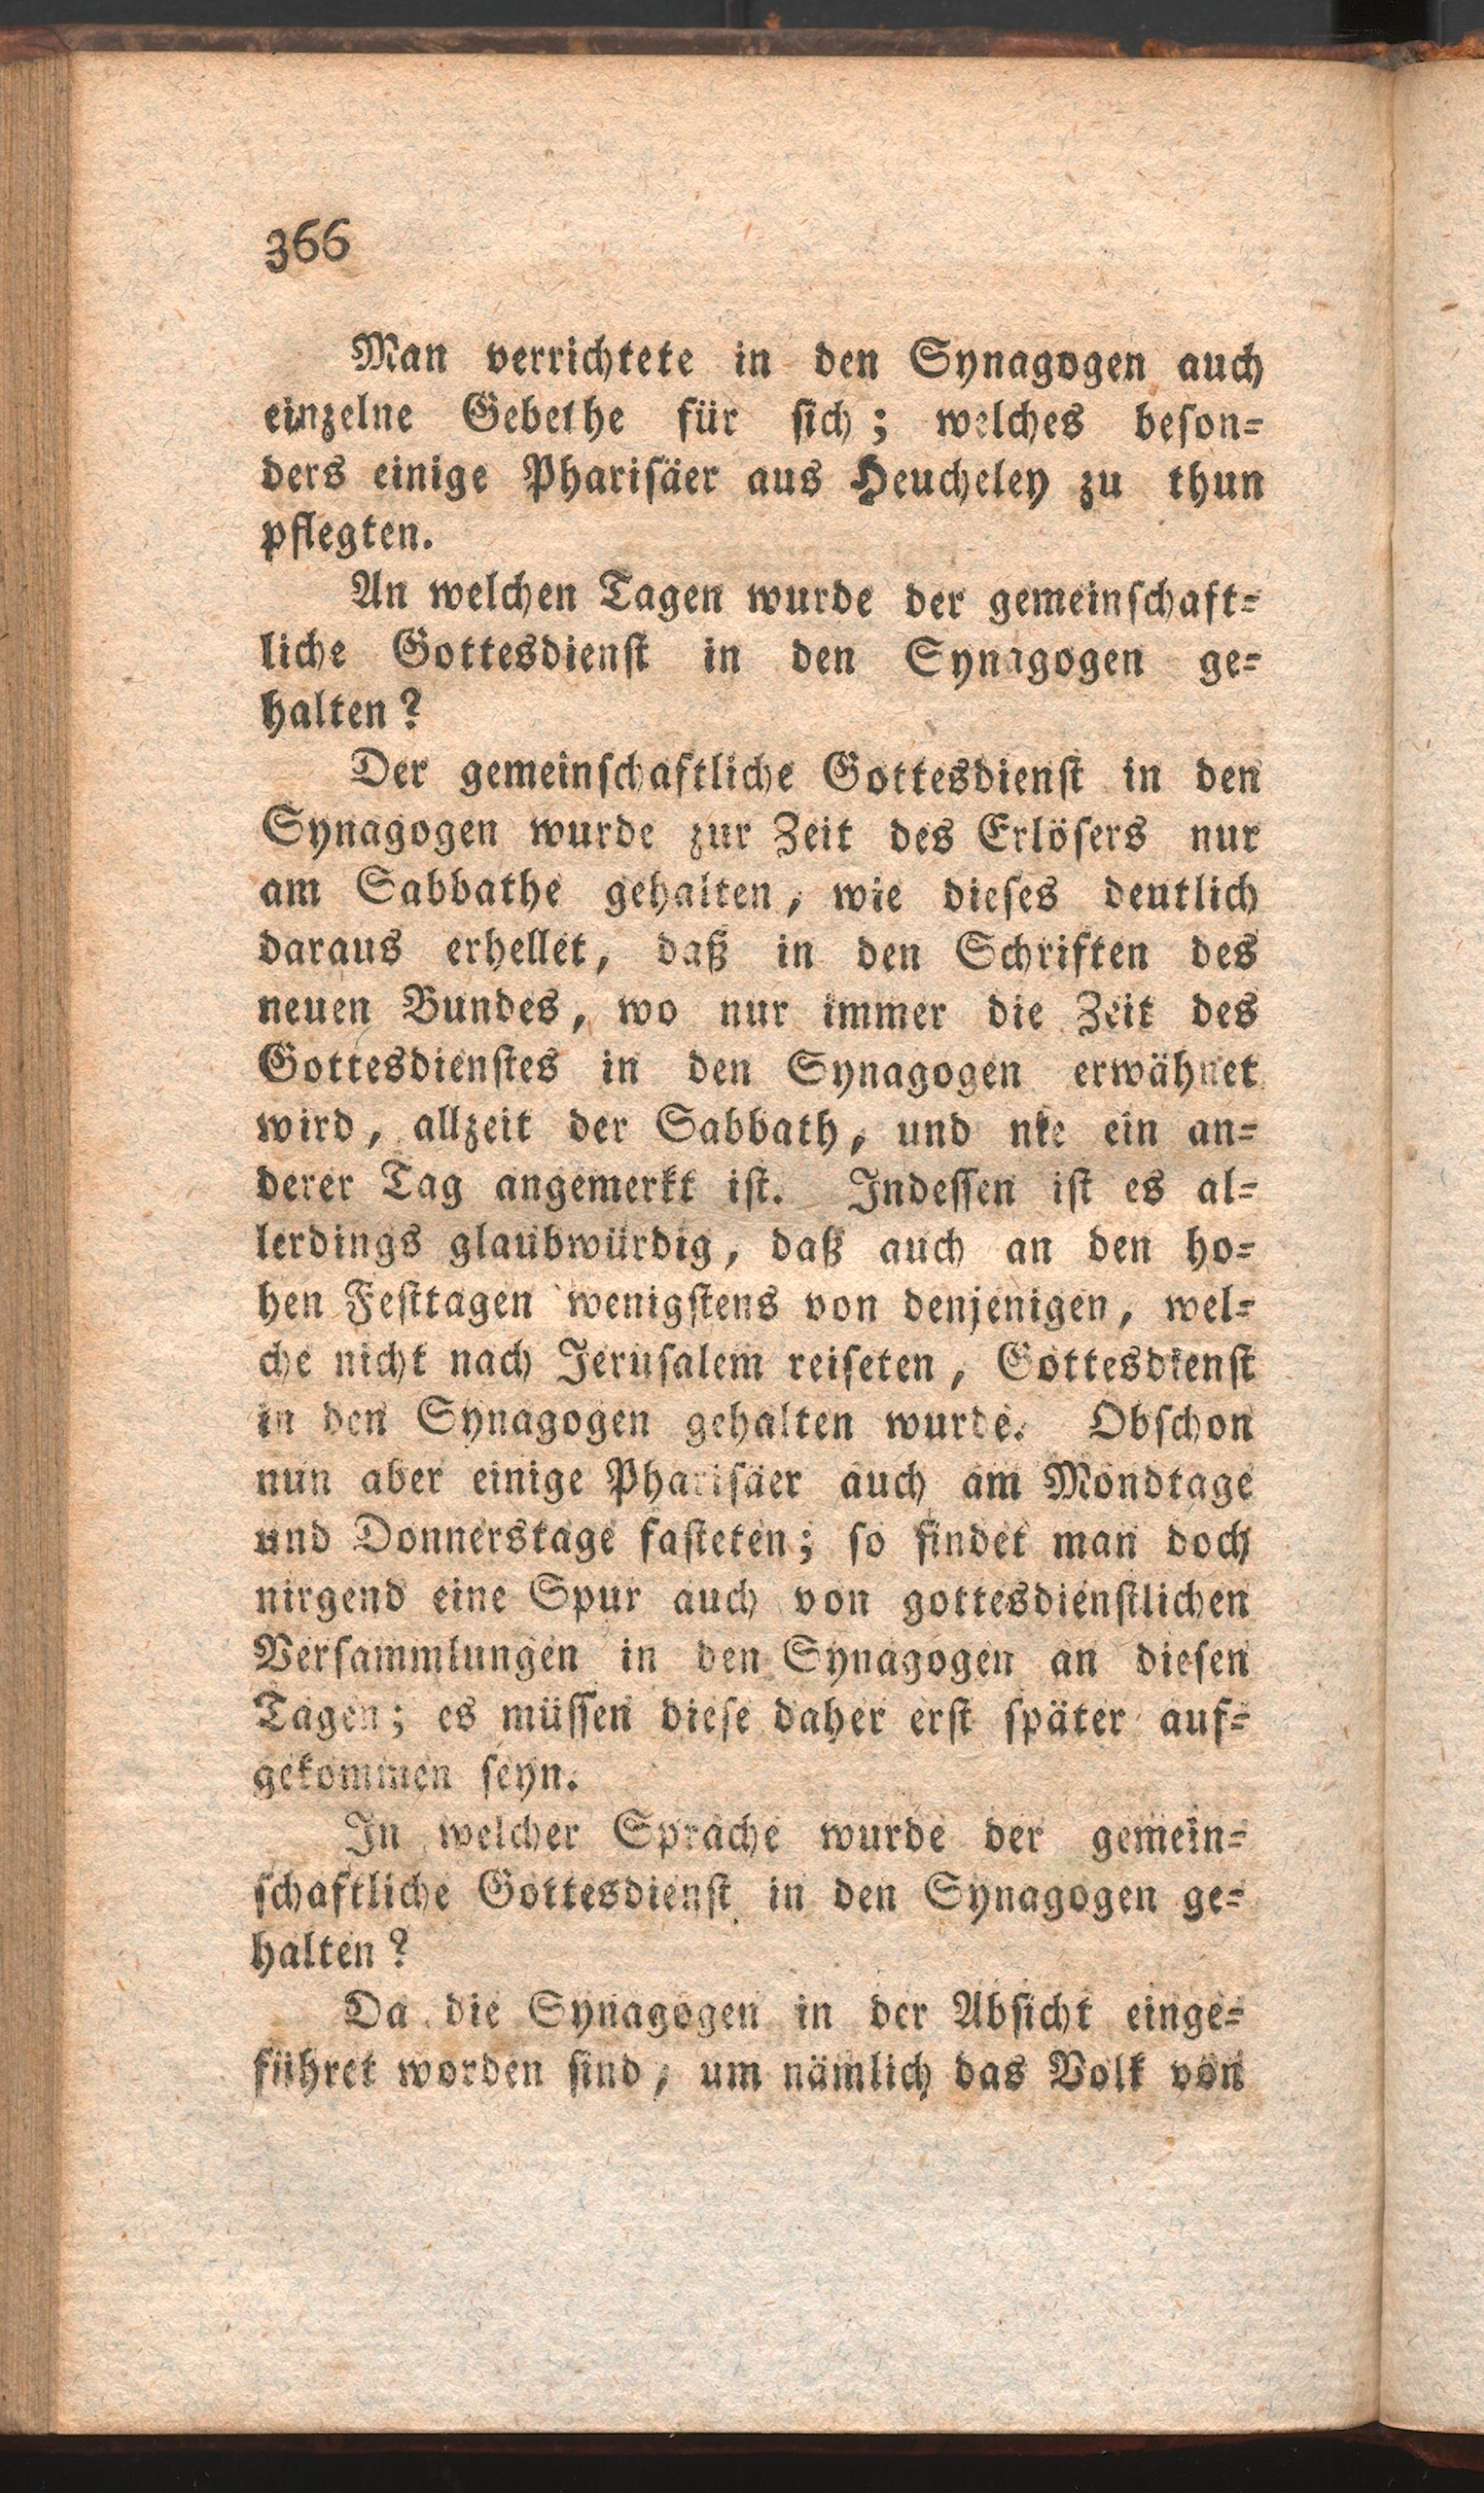 366
Man verrichtete in den Synagogen auch
einzelne Gebethe für sich; welches beson=
ders einige Pharisäer aus Heucheley zu thun
pflegten.
An welchen Tagen wurde der gemeinschaft=
liche Gottesdienst in den Synagogen ge=
halten?
Der gemeinschaftliche Gottesdienst in den
Synagogen wurde zur Zeit des Erlösers nur
am Sabbathe gehalten, wie dieses deutlich
daraus erhellet, daß in den Schriften des
neuen Bundes, wo nur immer die Zeit des
Gottesdienstes in den Synagogen erwähnet
wird, allzeit der Sabbath, und nie ein an=
derer Tag angemerkt ist. Indessen ist es al=
lerdings glaubwürdig, daß auch an den ho=
hen Festtagen wenigstens von denjenigen, wel=
che nicht nach Jerusalem reiseten, Gottesdienst
in den Synagogen gehalten wurde. Obschon
nun aber einige Pharisäer auch am Mondtage
und Donnerstage fasteten; so findet man doch
nirgend eine Spur auch von gottesdienstlichen
Versammlungen in den Synagogen an diesen
Tagen; es müssen diese daher erst später auf=
gekommen seyn.
In welcher Sprache wurde der gemein=
schaftliche Gottesdienst in den Synagogen ge=
halten?
Da die Synagogen in der Absicht einge=
führet worden sind, um nämlich das Volk von